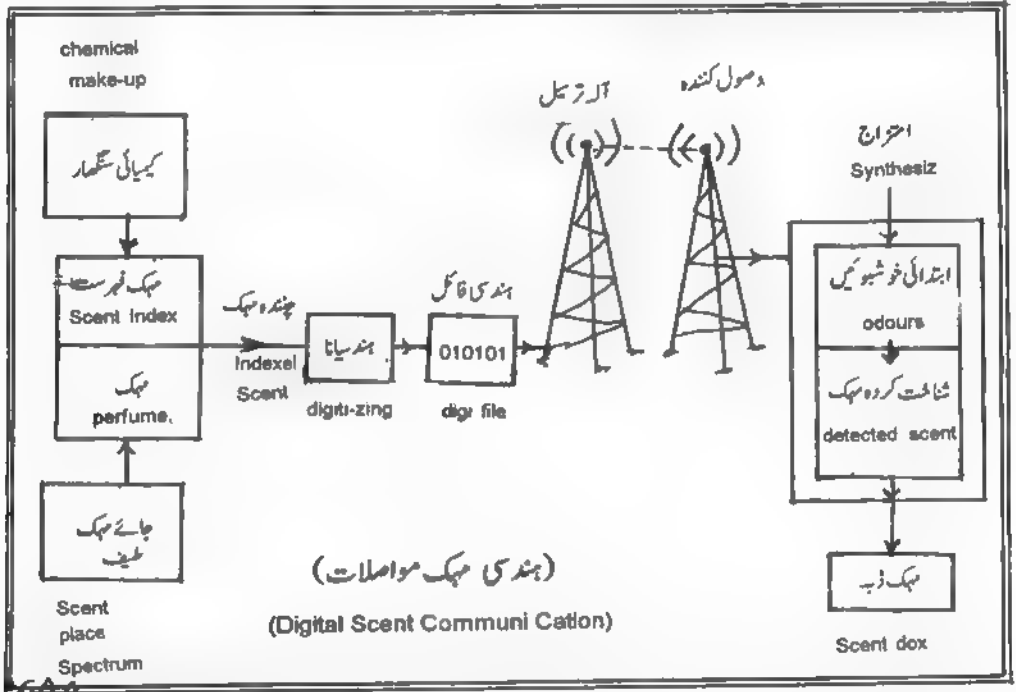 chemical
make-up
کیمیائی سنگھار
مہک فہرست
Scent Index
مہک
perfume.
جائے مہک
طیف
Scent
place
Spectrum
چنندہ مہک
Indexel
Scent
ہندسیانا
digiti-zing
ہندسی فائل
010101
digi file
آلہ ترسیل
وصول کنندہ
امتزاج
Synthesiz
ابتدائی خوشبوئیں
odours
شناخت کردہ مہک
detected scent
مہک ڈبہ
Scent dox
(ہندسی مہک مواصلات)
(Digital Scent Communi Cation)